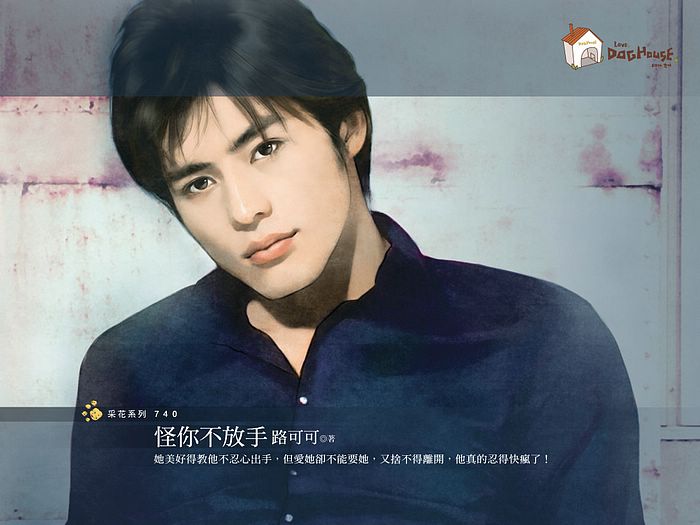 Love
DOGHOUSE
采花系列 740
怪你不放手 路可可◎著
她美好得教他不忍心出手，但愛她卻不能要她，又捨不得離開，他真的忍得快瘋了！